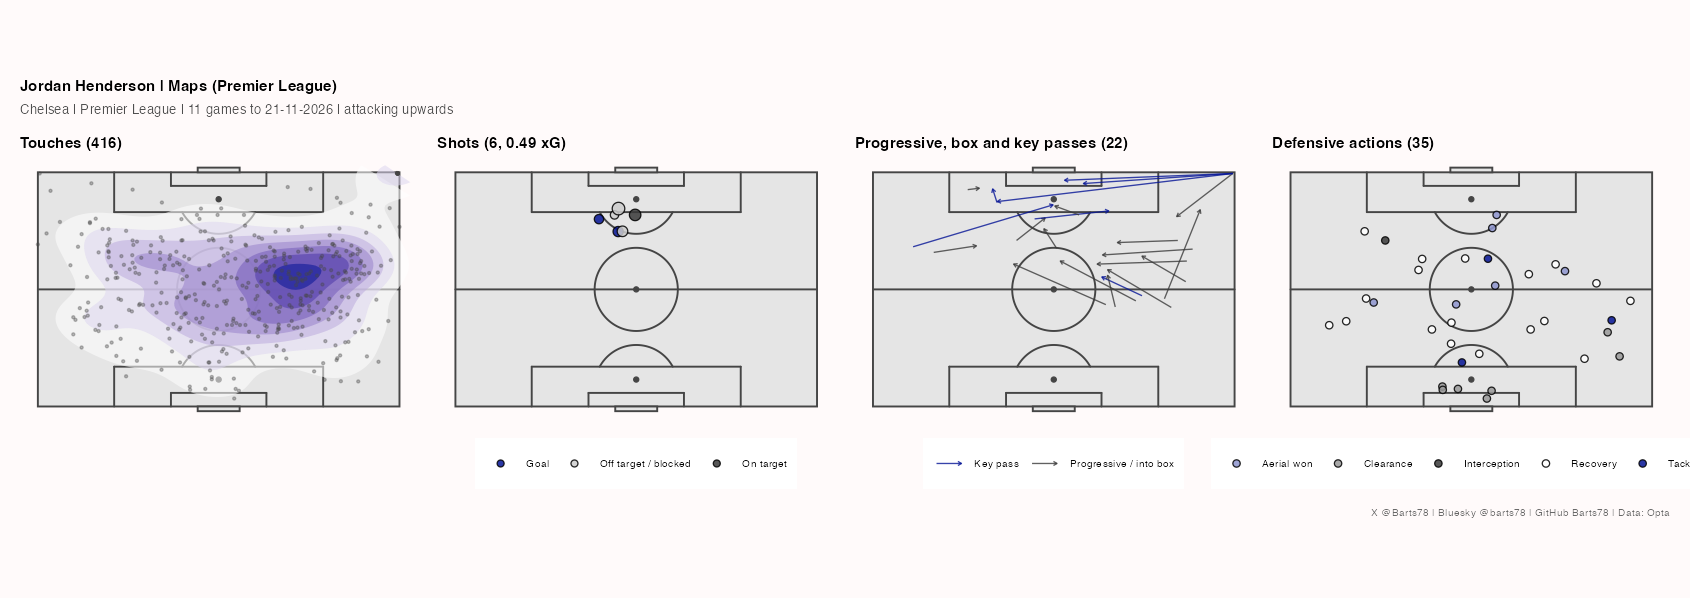 Jordan Henderson | Maps (Premier League)
Chelsea | Premier League | 11 games to 21-11-2026 | attacking upwards
Touches (416)
Shots (6, 0.49 xG)
Progressive, box and key passes (22)
Defensive actions (35)
Goal
Off target / blocked
On target
Key pass
Progressive / into box
Aerial won
Clearance
Interception
Recovery
Tack
X @Barts78 | Bluesky @barts78 | GitHub Barts78 | Data: Opta